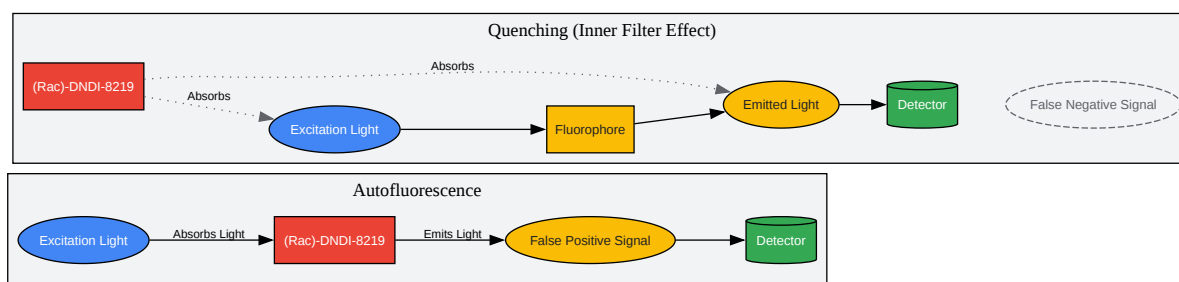 Quenching (Inner Filter Effect)
(Rac)-DNDI-8219
Absorbs
Absorbs
Excitation Light
Fluorophore
Emitted Light
Detector
False Negative Signal
Autofluorescence
Excitation Light
Absorbs Light
(Rac)-DNDI-8219
Emits Light
False Positive Signal
Detector